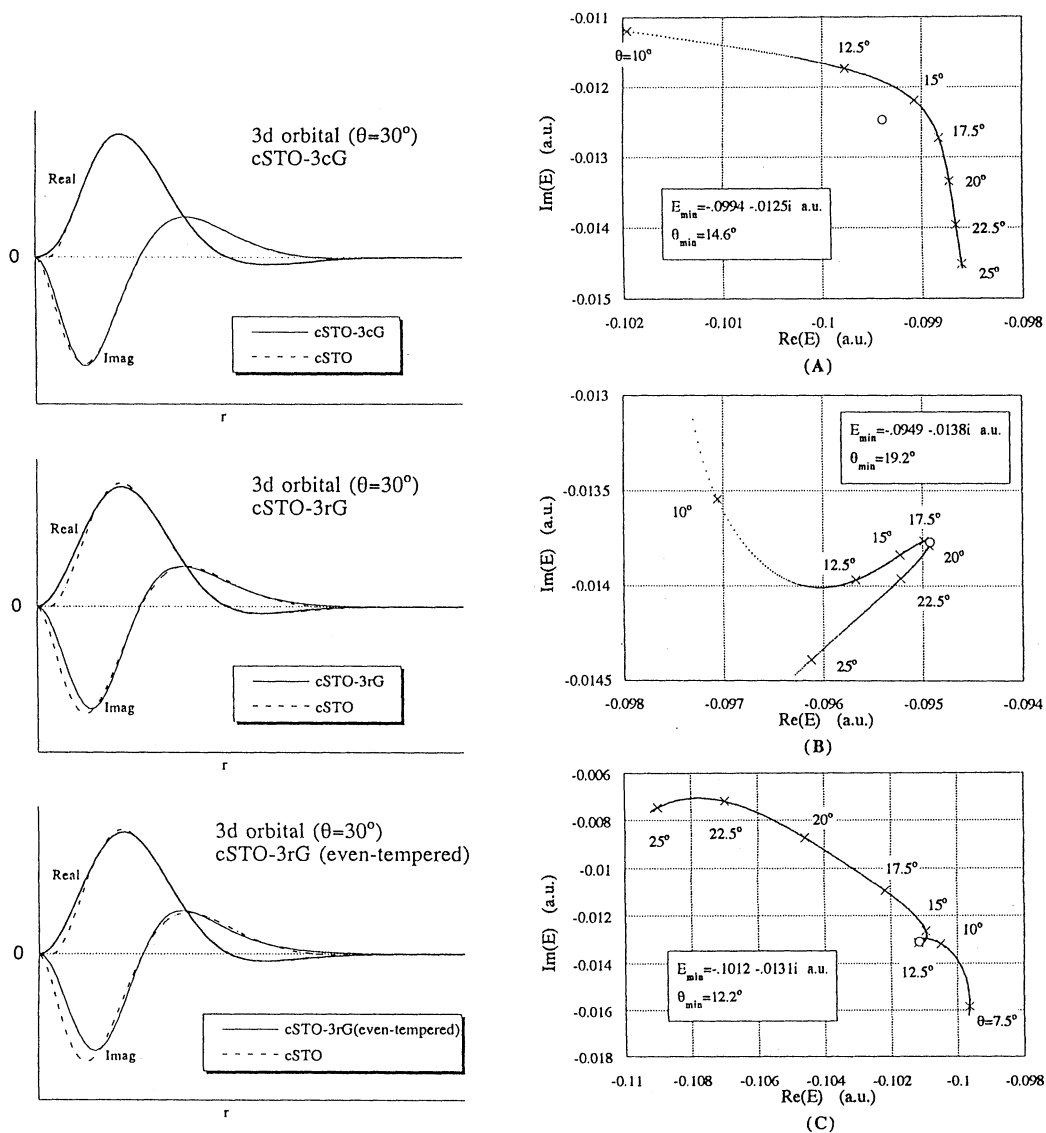 3d orbital (θ=30°)
cSTO-3cG
Real
0
Imag
cSTO-3cG
cSTO
r
3d orbital (θ=30°)
cSTO-3rG
Real
0
Imag
cSTO-3rG
cSTO
r
3d orbital (θ=30°)
cSTO-3rG (even-tempered)
Real
0
Imag
cSTO-3rG(even-tempered)
cSTO
r
-0.011
-0.012
-0.013
-0.014
-0.015
Im(E) (a.u.)
θ=10°
12.5°
15°
17.5°
20°
22.5°
25°
E_min=-.0994 -.0125i a.u.
θ_min=14.6°
-0.102 -0.101 -0.1 -0.099 -0.098
Re(E) (a.u.)
(A)
-0.013
-0.0135
-0.014
-0.0145
Im(E) (a.u.)
E_min=-.0949 -.0138i a.u.
θ_min=19.2°
10°
12.5°
15°
17.5°
20°
22.5°
25°
-0.098 -0.097 -0.096 -0.095 -0.094
Re(E) (a.u.)
(B)
-0.006
-0.008
-0.01
-0.012
-0.014
-0.016
-0.018
Im(E) (a.u.)
25°
22.5°
20°
17.5°
15°
10°
12.5°
θ=7.5°
E_min=-.1012 -.0131i a.u.
θ_min=12.2°
-0.11 -0.108 -0.106 -0.104 -0.102 -0.1 -0.098
Re(E) (a.u.)
(C)